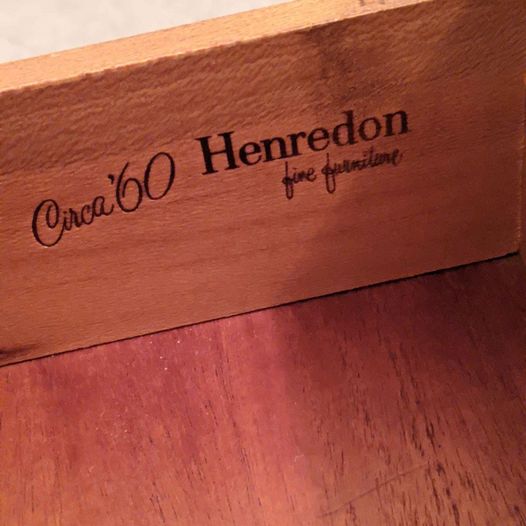 Circa '60 Henredon
fine furniture